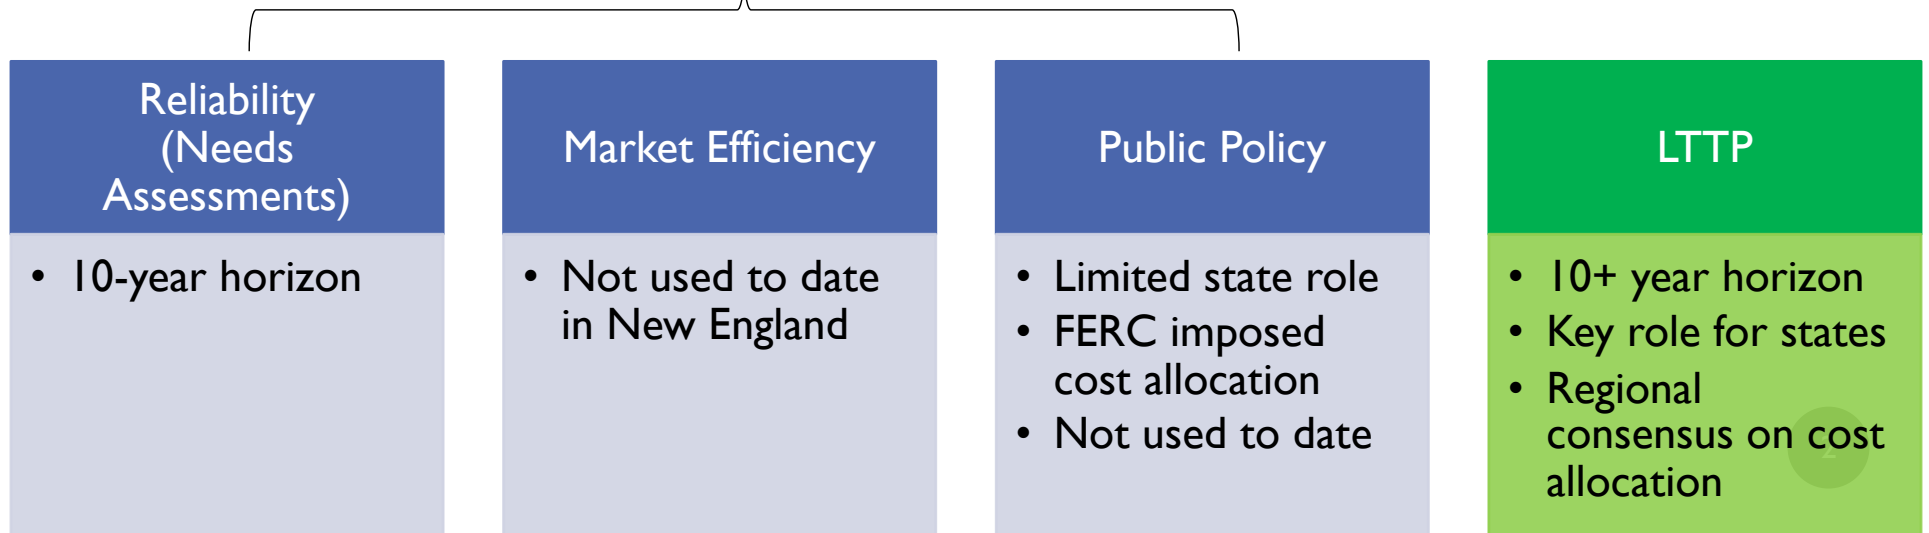 Reliability
(Needs
Assessments)
• 10-year horizon
Market Efficiency
• Not used to date
in New England
Public Policy
• Limited state role
• FERC imposed
cost allocation
• Not used to date
LTTP
• 10+ year horizon
• Key role for states
• Regional
consensus on cost
allocation
2